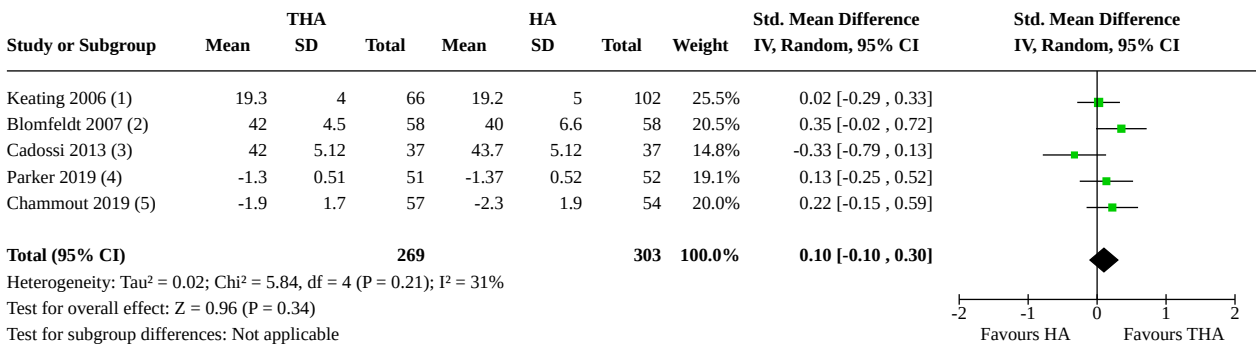 THA HA Std. Mean Difference Std. Mean Difference
Study or Subgroup Mean SD Total Mean SD Total Weight IV, Random, 95% CI IV, Random, 95% CI
Keating 2006 (1) 19.3 4 66 19.2 5 102 25.5% 0.02 [-0.29 , 0.33]
Blomfeldt 2007 (2) 42 4.5 58 40 6.6 58 20.5% 0.35 [-0.02 , 0.72]
Cadossi 2013 (3) 42 5.12 37 43.7 5.12 37 14.8% -0.33 [-0.79 , 0.13]
Parker 2019 (4) -1.3 0.51 51 -1.37 0.52 52 19.1% 0.13 [-0.25 , 0.52]
Chammout 2019 (5) -1.9 1.7 57 -2.3 1.9 54 20.0% 0.22 [-0.15 , 0.59]
Total (95% CI) 269 303 100.0% 0.10 [-0.10 , 0.30]
Heterogeneity: Tau² = 0.02; Chi² = 5.84, df = 4 (P = 0.21); I² = 31%
Test for overall effect: Z = 0.96 (P = 0.34) -2 -1 0 1 2
Test for subgroup differences: Not applicable Favours HA Favours THA